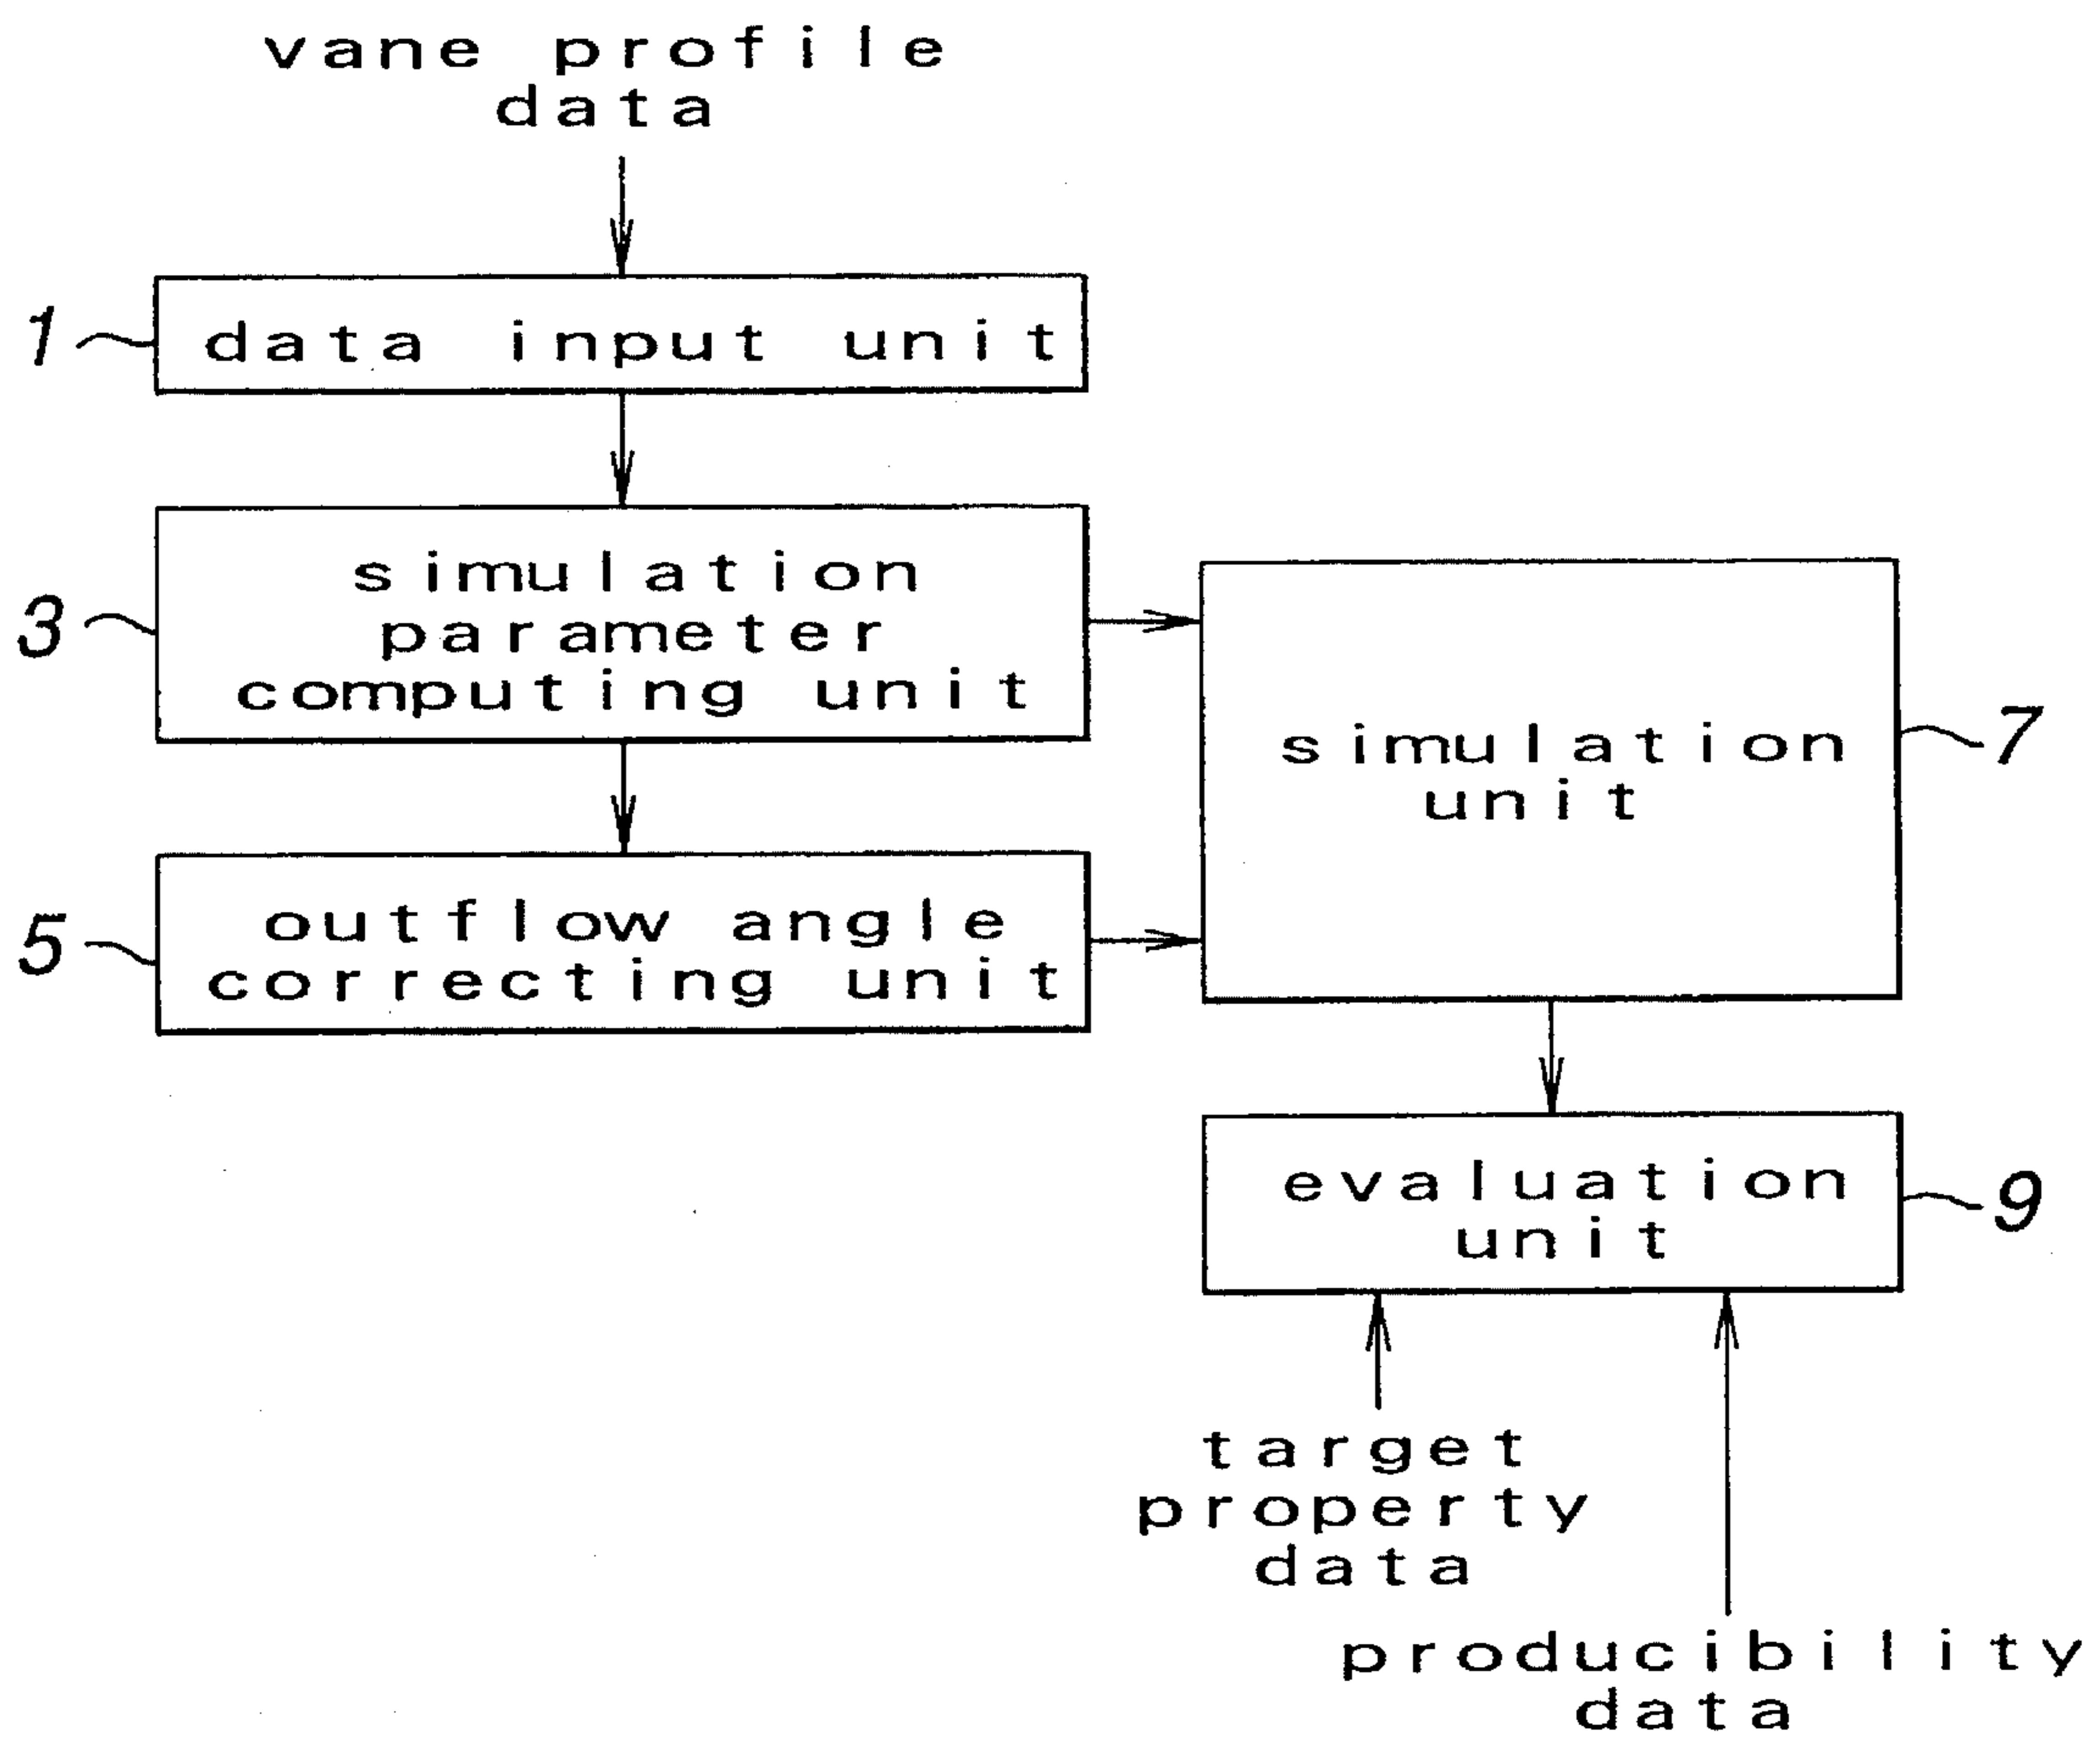 vane profile
data
1
data input unit
3
simulation
parameter
computing unit
5
outflow angle
correcting unit
simulation
unit
7
evaluation
unit
9
target
property
data
producibility
data